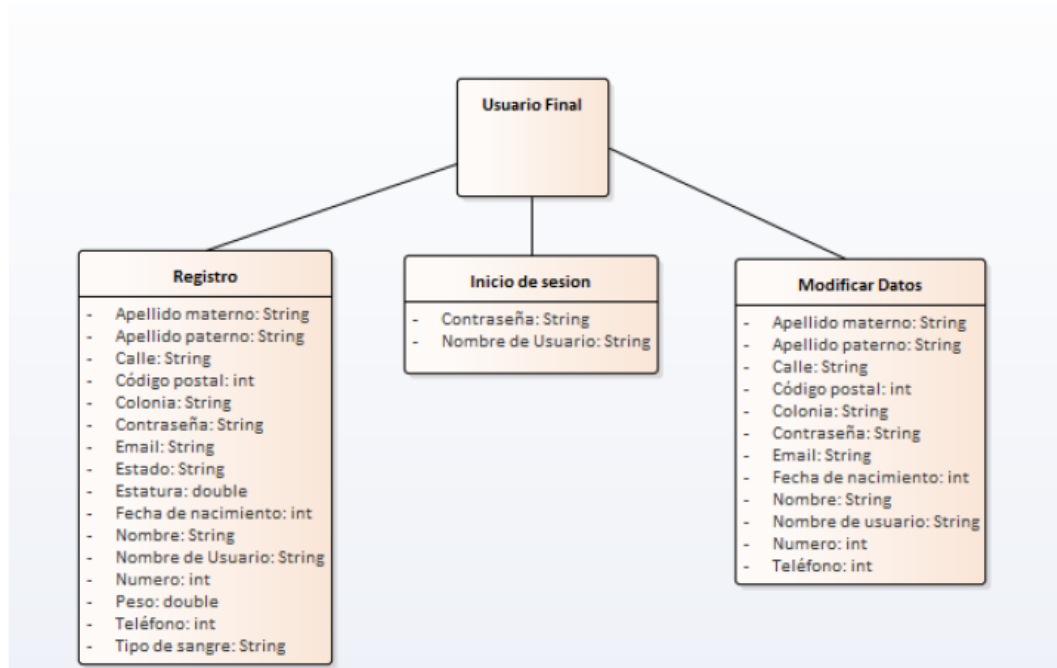 Usuario Final
Registro
- Apellido materno: String
- Apellido paterno: String
- Calle: String
- Código postal: int
- Colonia: String
- Contraseña: String
- Email: String
- Estado: String
- Estatura: double
- Fecha de nacimiento: int
- Nombre: String
- Nombre de Usuario: String
- Numero: int
- Peso: double
- Teléfono: int
- Tipo de sangre: String
Inicio de sesion
- Contraseña: String
- Nombre de Usuario: String
Modificar Datos
- Apellido materno: String
- Apellido paterno: String
- Calle: String
- Código postal: int
- Colonia: String
- Contraseña: String
- Email: String
- Fecha de nacimiento: int
- Nombre: String
- Nombre de usuario: String
- Numero: int
- Teléfono: int